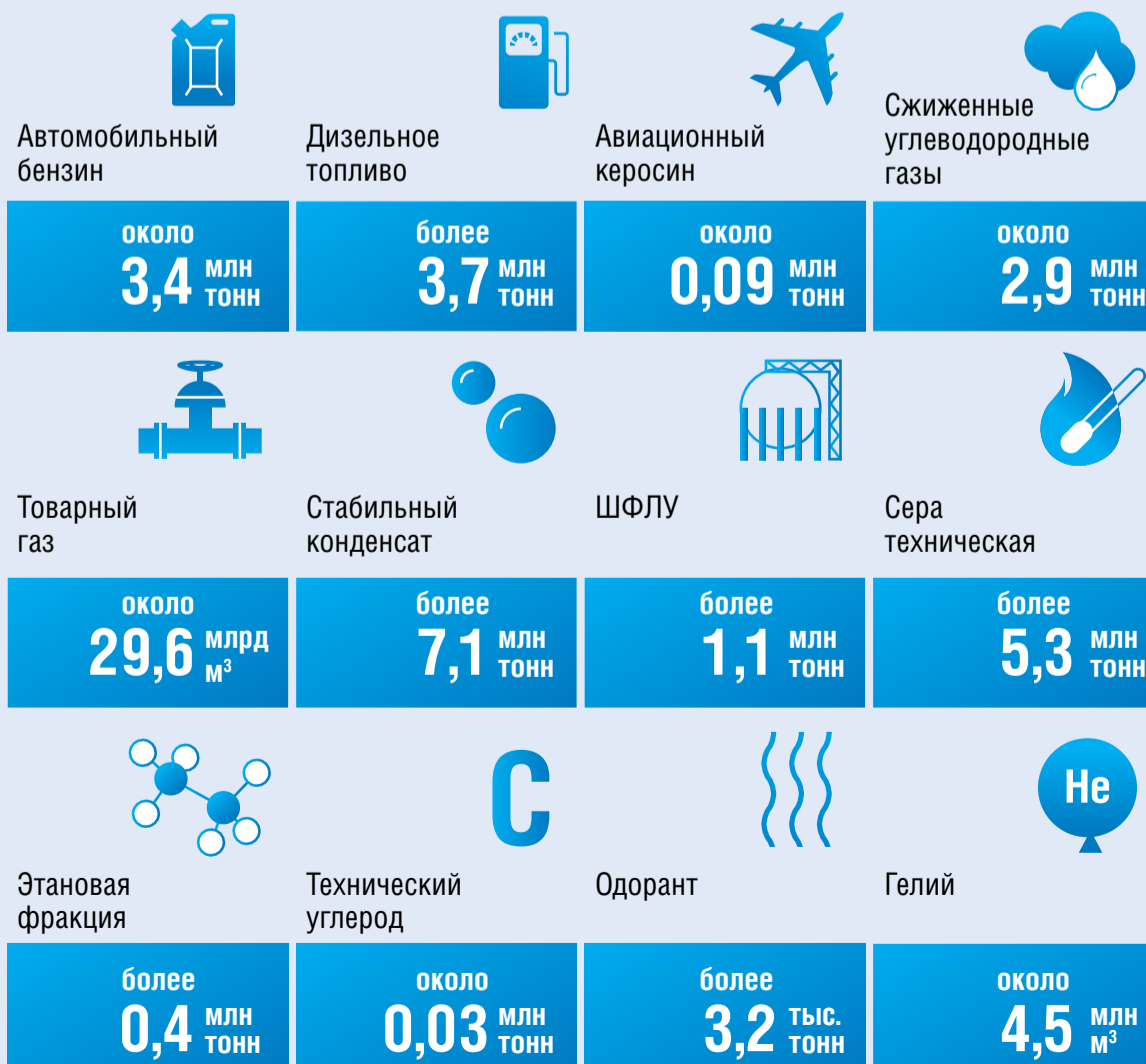 Автомобильный
бензин
около
3,4 млн
тонн
Дизельное
топливо
более
3,7 млн
тонн
Авиационный
керосин
около
0,09 млн
тонн
Сжиженные
углеводородные
газы
около
2,9 млн
тонн
Товарный
газ
около
29,6 млрд
м³
Стабильный
конденсат
более
7,1 млн
тонн
ШФЛУ
более
1,1 млн
тонн
Сера
техническая
более
5,3 млн
тонн
Этановая
фракция
более
0,4 млн
тонн
C
Технический
углерод
около
0,03 млн
тонн
Одорант
более
3,2 тыс.
тонн
He
Гелий
около
4,5 млн
м³